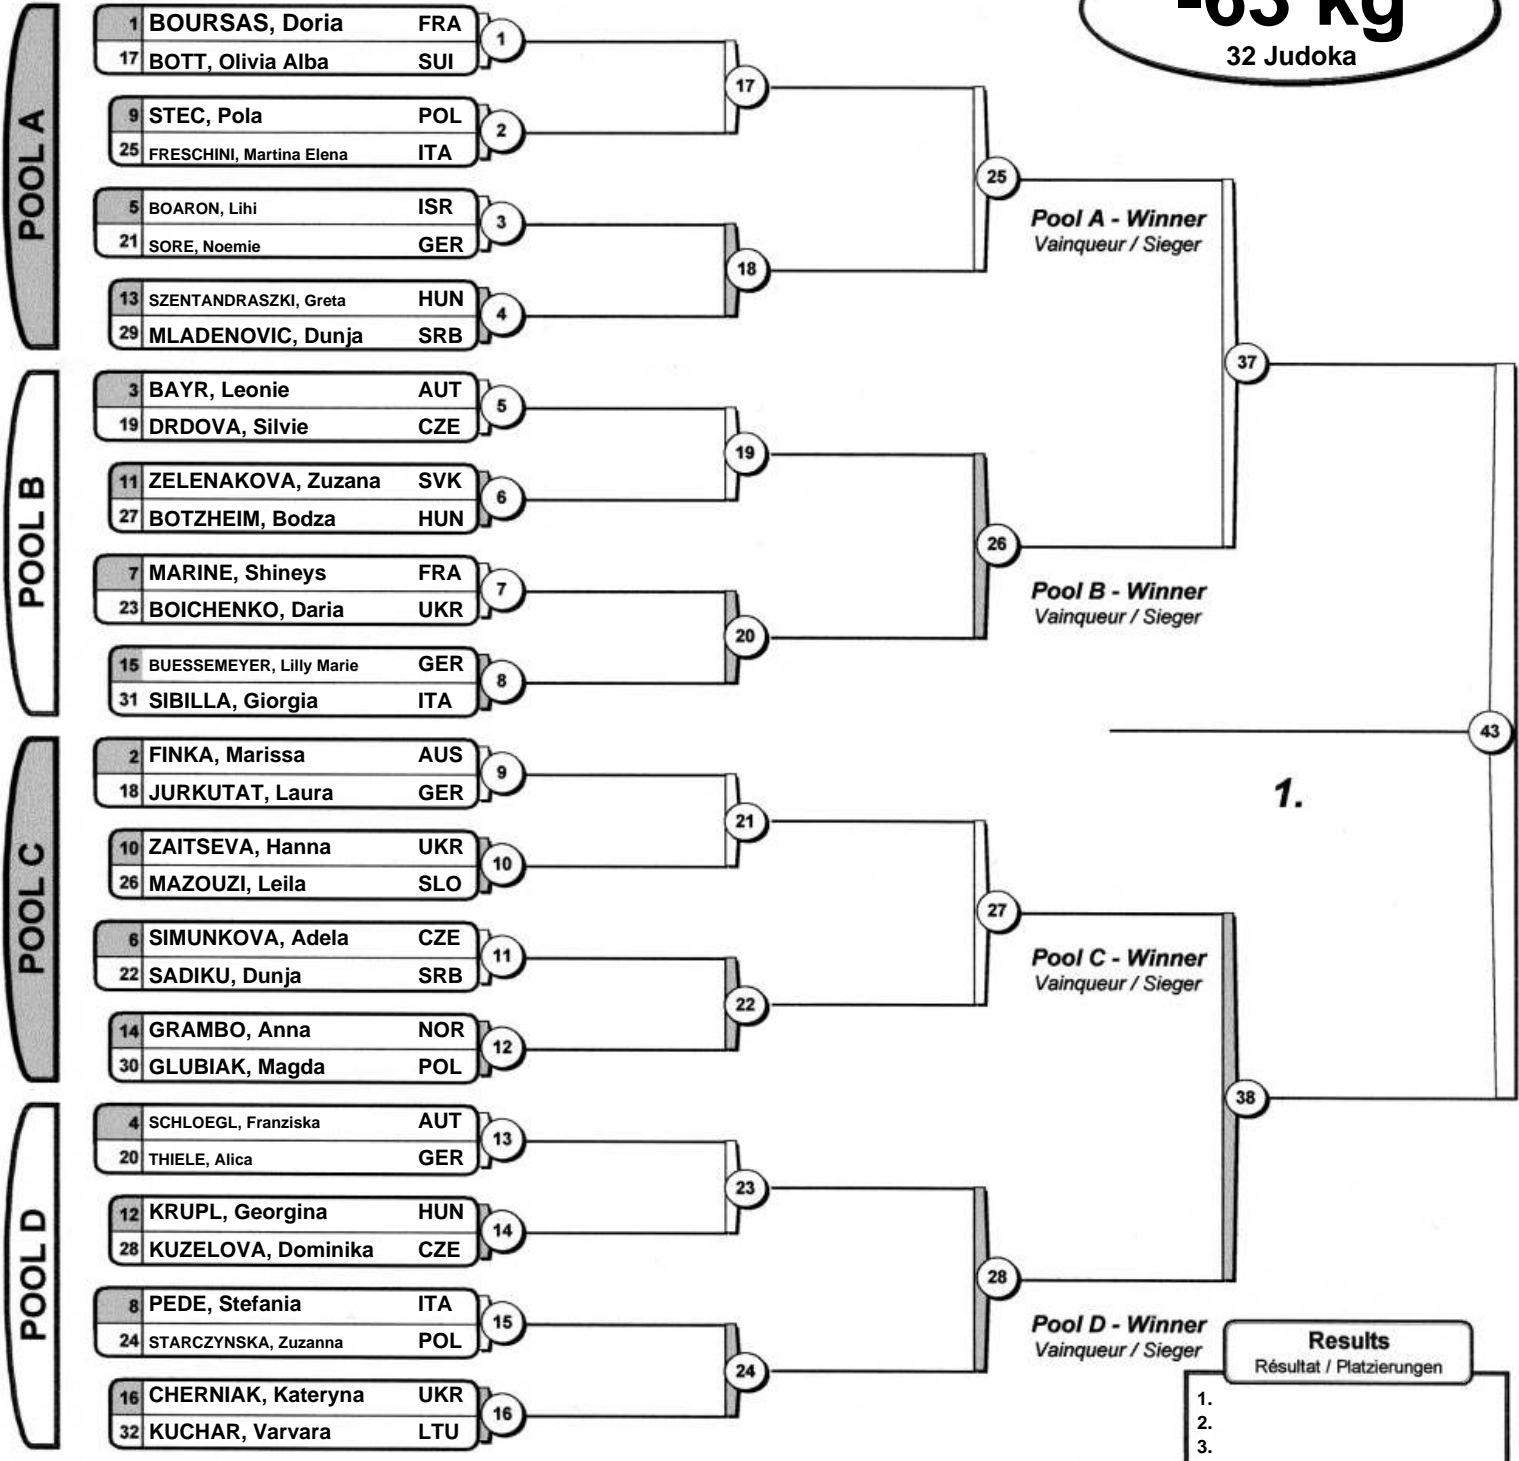 -63 kg
32 Judoka
POOL A
1 BOURSAS, Doria FRA
17 BOTT, Olivia Alba SUI
1
9 STEC, Pola POL
25 FRESCHINI, Martina Elena ITA
2
17
5 BOARON, Lihi ISR
21 SORE, Noemie GER
3
13 SZENTANDRASZKI, Greta HUN
29 MLADENOVIC, Dunja SRB
4
18
25
Pool A - Winner
Vainqueur / Sieger
POOL B
3 BAYR, Leonie AUT
19 DRDOVA, Silvie CZE
5
11 ZELENAKOVA, Zuzana SVK
27 BOTZHEIM, Bodza HUN
6
19
7 MARINE, Shineys FRA
23 BOICHENKO, Daria UKR
7
15 BUESSEMEYER, Lilly Marie GER
31 SIBILLA, Giorgia ITA
8
20
26
Pool B - Winner
Vainqueur / Sieger
37
POOL C
2 FINKA, Marissa AUS
18 JURKUTAT, Laura GER
9
10 ZAITSEVA, Hanna UKR
26 MAZOUZI, Leila SLO
10
21
6 SIMUNKOVA, Adela CZE
22 SADIKU, Dunja SRB
11
14 GRAMBO, Anna NOR
30 GLUBIAK, Magda POL
12
22
27
Pool C - Winner
Vainqueur / Sieger
POOL D
4 SCHLOEGL, Franziska AUT
20 THIELE, Alica GER
13
12 KRUPL, Georgina HUN
28 KUZELOVA, Dominika CZE
14
23
8 PEDE, Stefania ITA
24 STARCZYNSKA, Zuzanna POL
15
16 CHERNIAK, Kateryna UKR
32 KUCHAR, Varvara LTU
16
24
28
Pool D - Winner
Vainqueur / Sieger
38
43
1.
Results
Résultat / Platzierungen
1.
2.
3.